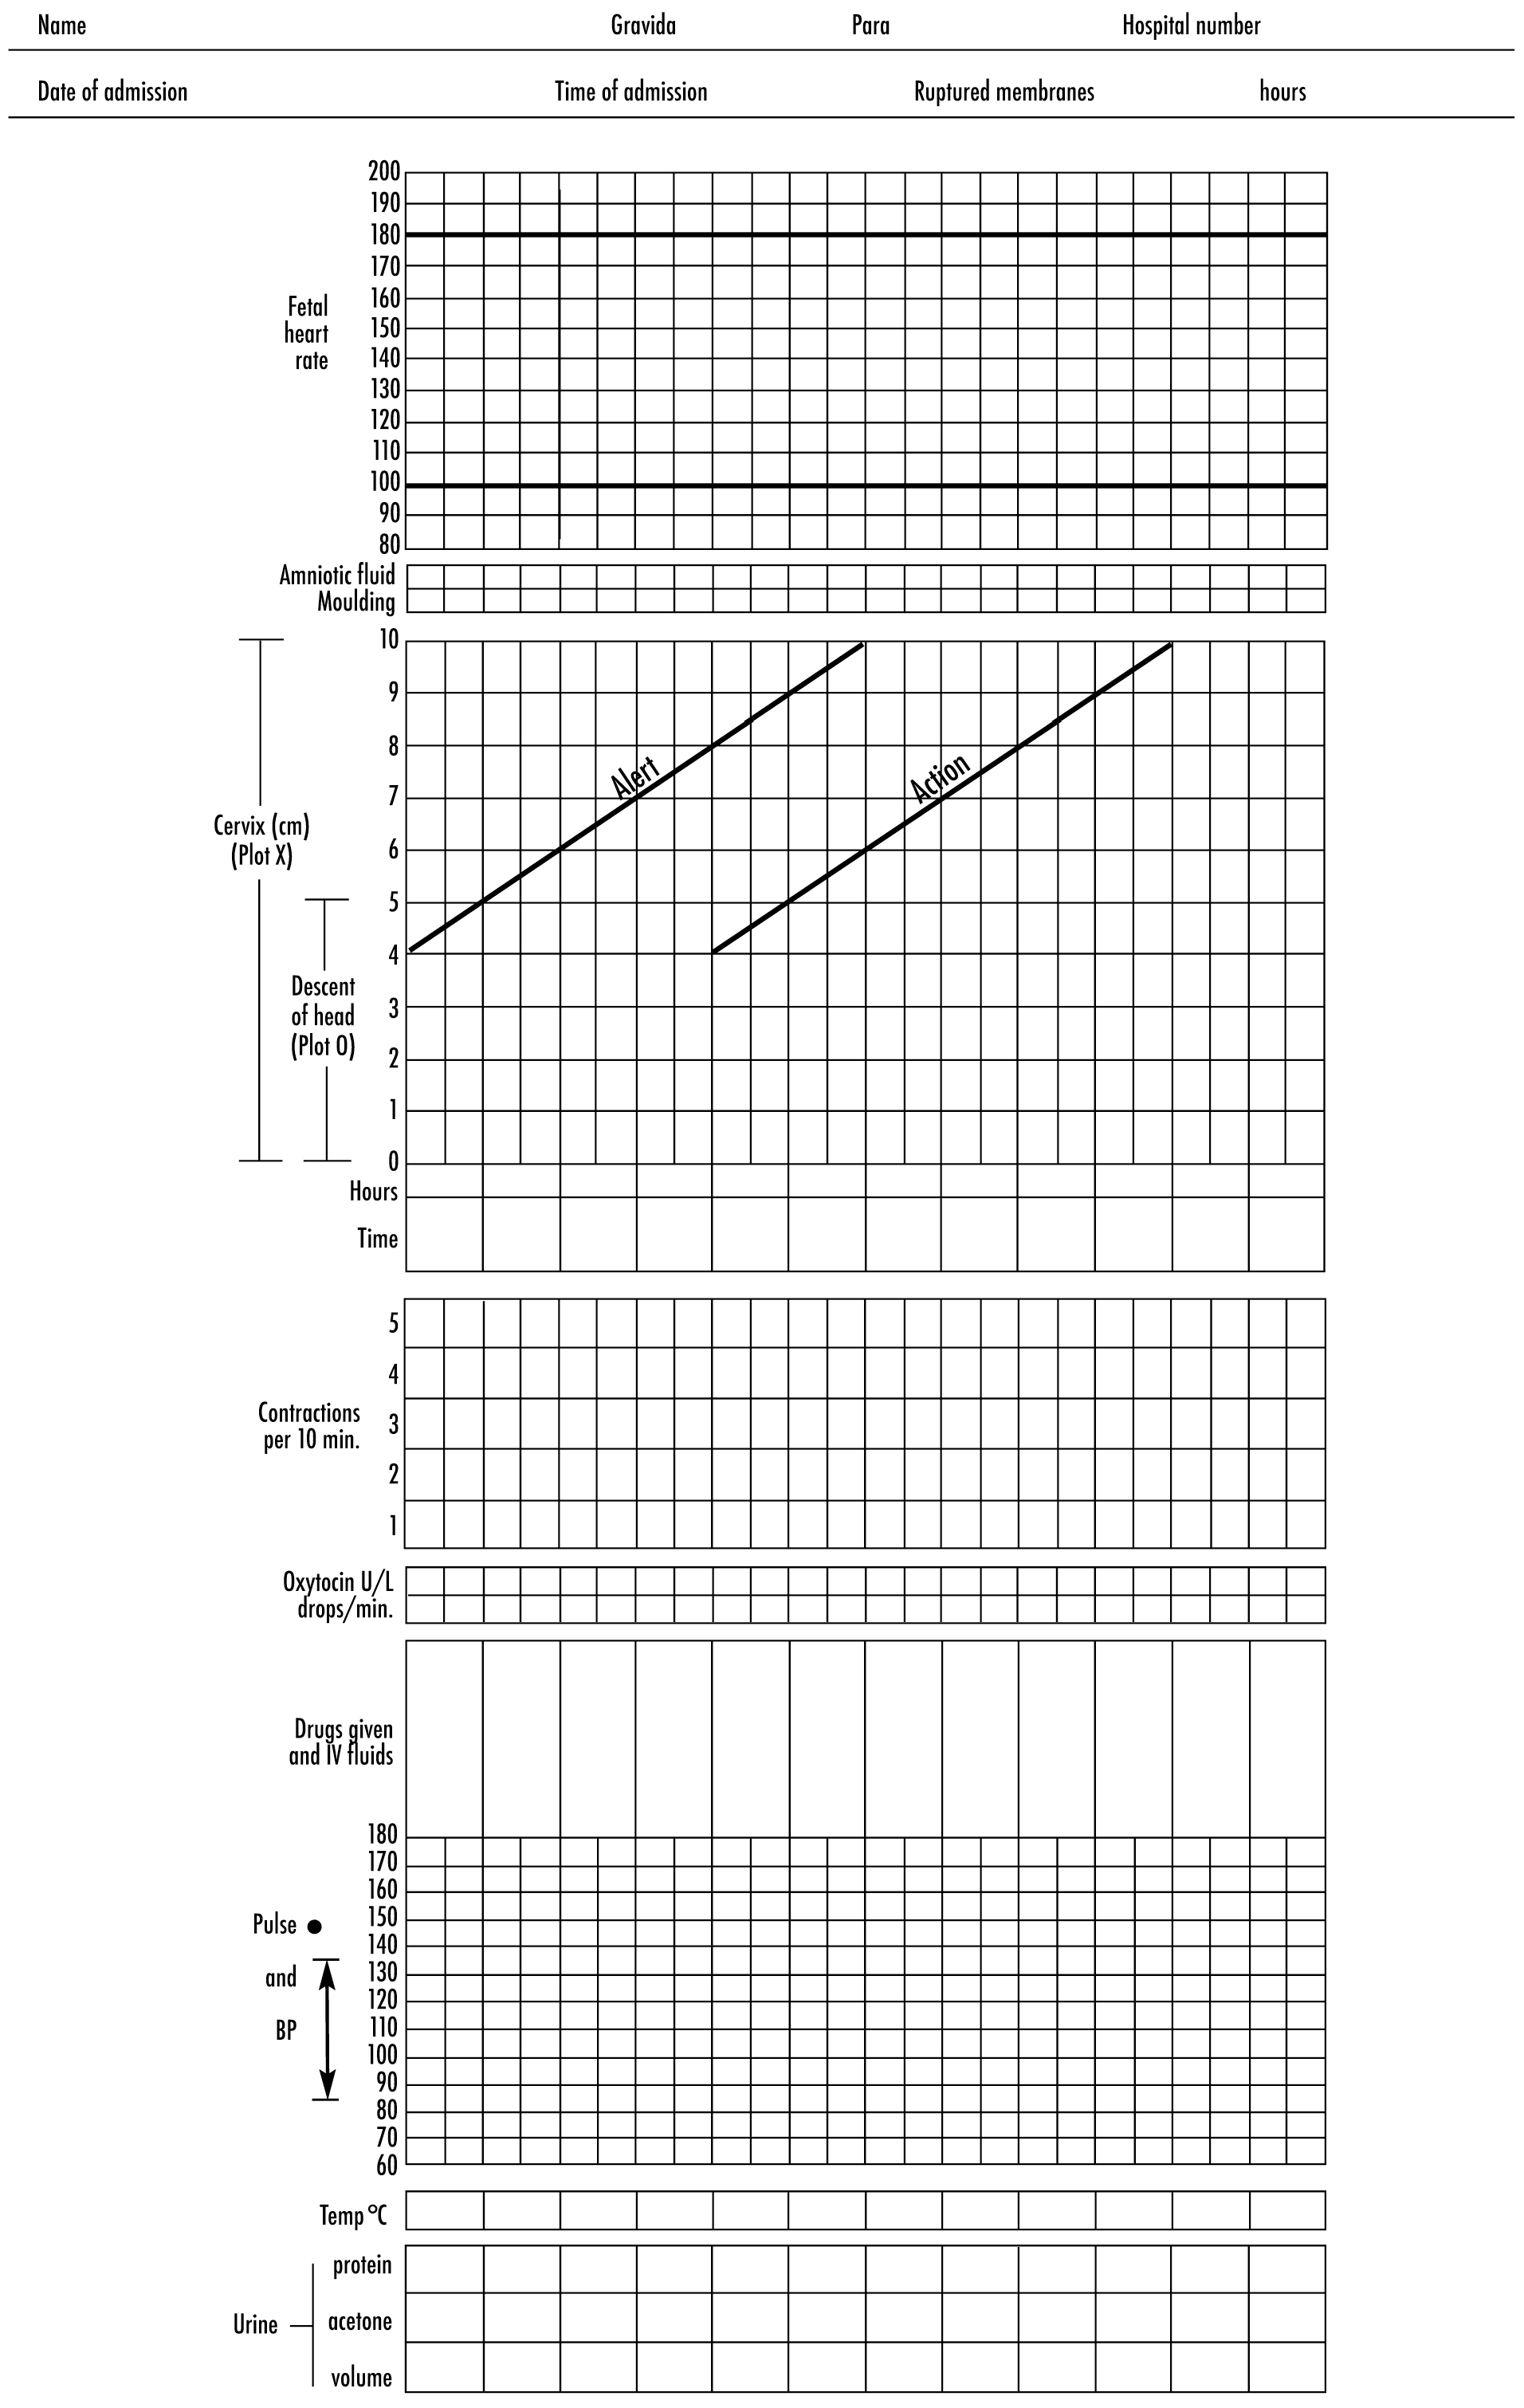 Name Gravida Para Hospital number
Date of admission Time of admission Ruptured membranes hours
200
190
180
170
160
Fetal
heart
rate
150
140
130
120
110
100
90
80
Amniotic fluid
Moulding
10
9
8
7
Alert
Action
Cervix (cm)
(Plot X)
6
5
4
Descent
of head
(Plot O)
3
2
1
0
Hours
Time
5
4
Contractions
per 10 min.
3
2
1
Oxytocin U/L
drops/min.
Drugs given
and IV fluids
180
170
160
150
Pulse
140
and
130
120
BP
110
100
90
80
70
60
Temp °C
Urine
protein
acetone
volume